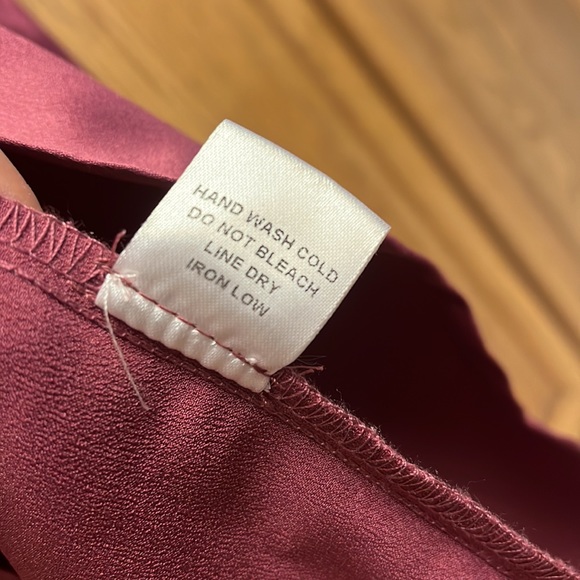 HAND WASH COLD
DO NOT BLEACH
LINE DRY
IRON LOW